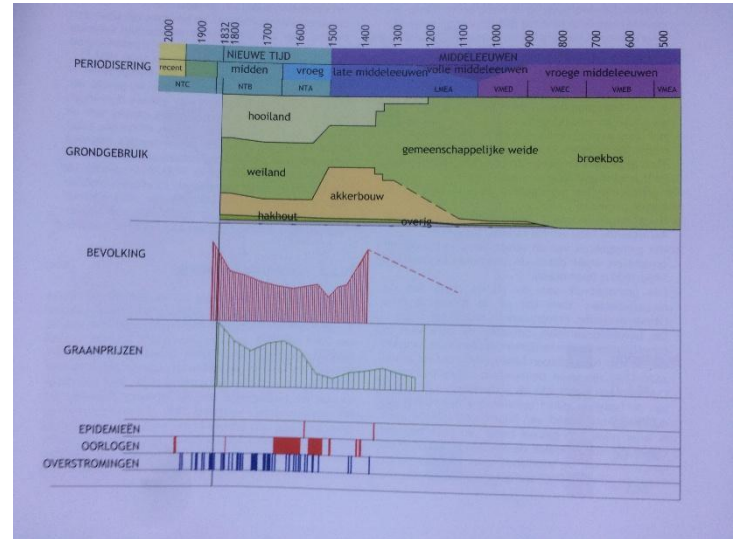 2000 1900 1832 1800 1700 1600 1500 1400 1300 1200 1100 1000 900 800 700 600 500
NIEUWE TIJD MIDDELEEUWEN
PERIODISERING recent midden vroeg late middeleeuwen volle middeleeuwen vroege middeleeuwen
NTC NTB NTA LMEA VMED VMEC VMEB VMEA
hooiland
GRONDGEBRUIK gemeenschappelijke weide broekbos
weiland
akkerbouw
hakhout overig
BEVOLKING
GRAANPRIJZEN
EPIDEMIEËN
OORLOGEN
OVERSTROMINGEN